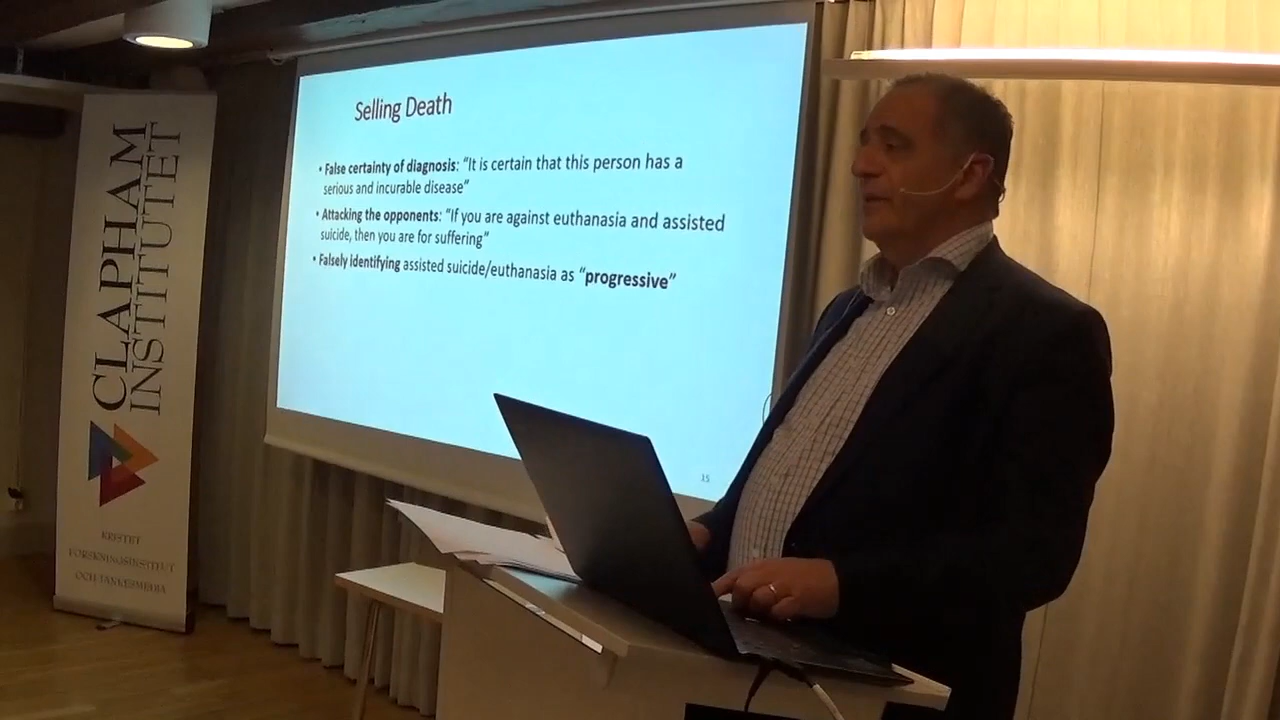 Selling Death
• False certainty of diagnosis: “It is certain that this person has a
serious and incurable disease”
• Attacking the opponents: “If you are against euthanasia and assisted
suicide, then you are for suffering“
• Falsely identifying assisted suicide/euthanasia as “progressive”
15
CLAPHAM
INSTITUTET
KRISTET
FORSKNINGSINSTITUT
OCH TANKESMEDJA